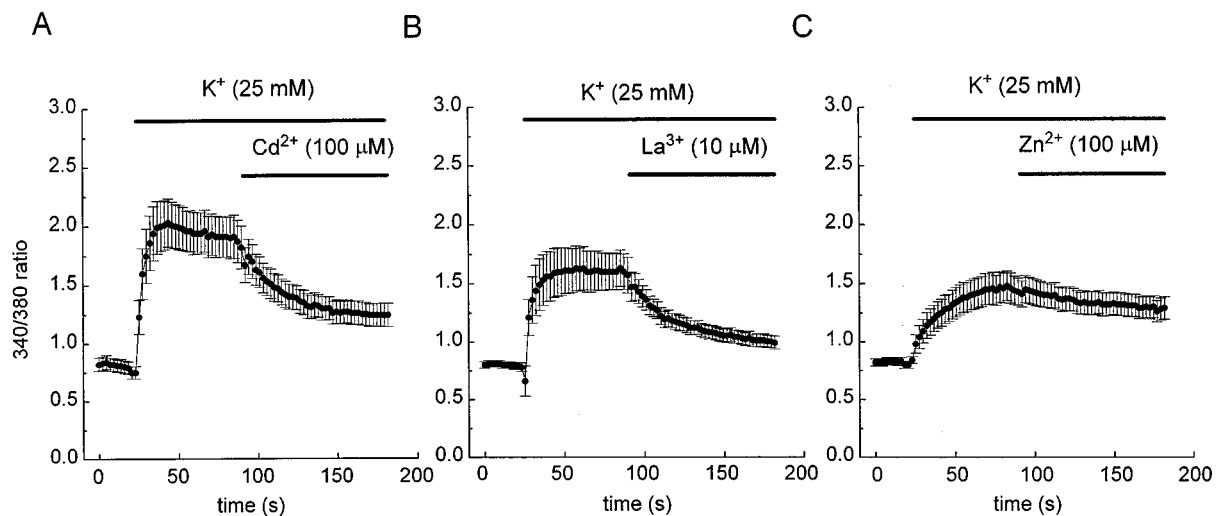 A
K⁺ (25 mM)
Cd²⁺ (100 μM)
3.0
2.5
2.0
1.5
1.0
0.5
0.0
340/380 ratio
0 50 100 150 200
time (s)
B
K⁺ (25 mM)
La³⁺ (10 μM)
3.0
2.5
2.0
1.5
1.0
0.5
0.0
0 50 100 150 200
time (s)
C
K⁺ (25 mM)
Zn²⁺ (100 μM)
3.0
2.5
2.0
1.5
1.0
0.5
0.0
0 50 100 150 200
time (s)